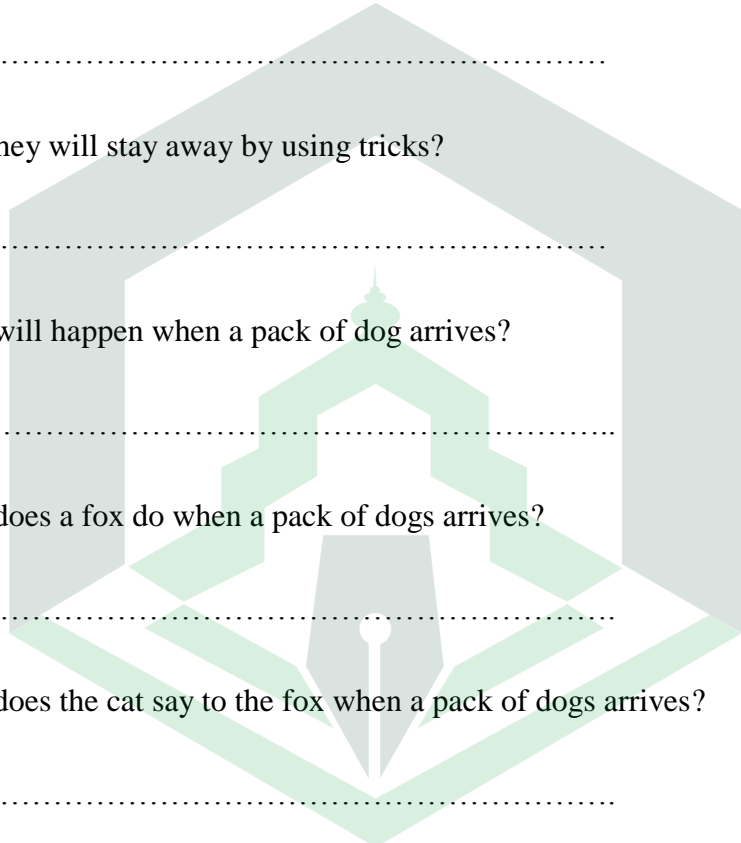 ………………………………………………………
hey will stay away by using tricks?
………………………………………………………
will happen when a pack of dog arrives?
……………………………………………………….
does a fox do when a pack of dogs arrives?
……………………………………………………….
does the cat say to the fox when a pack of dogs arrives?
……………………………………………………….